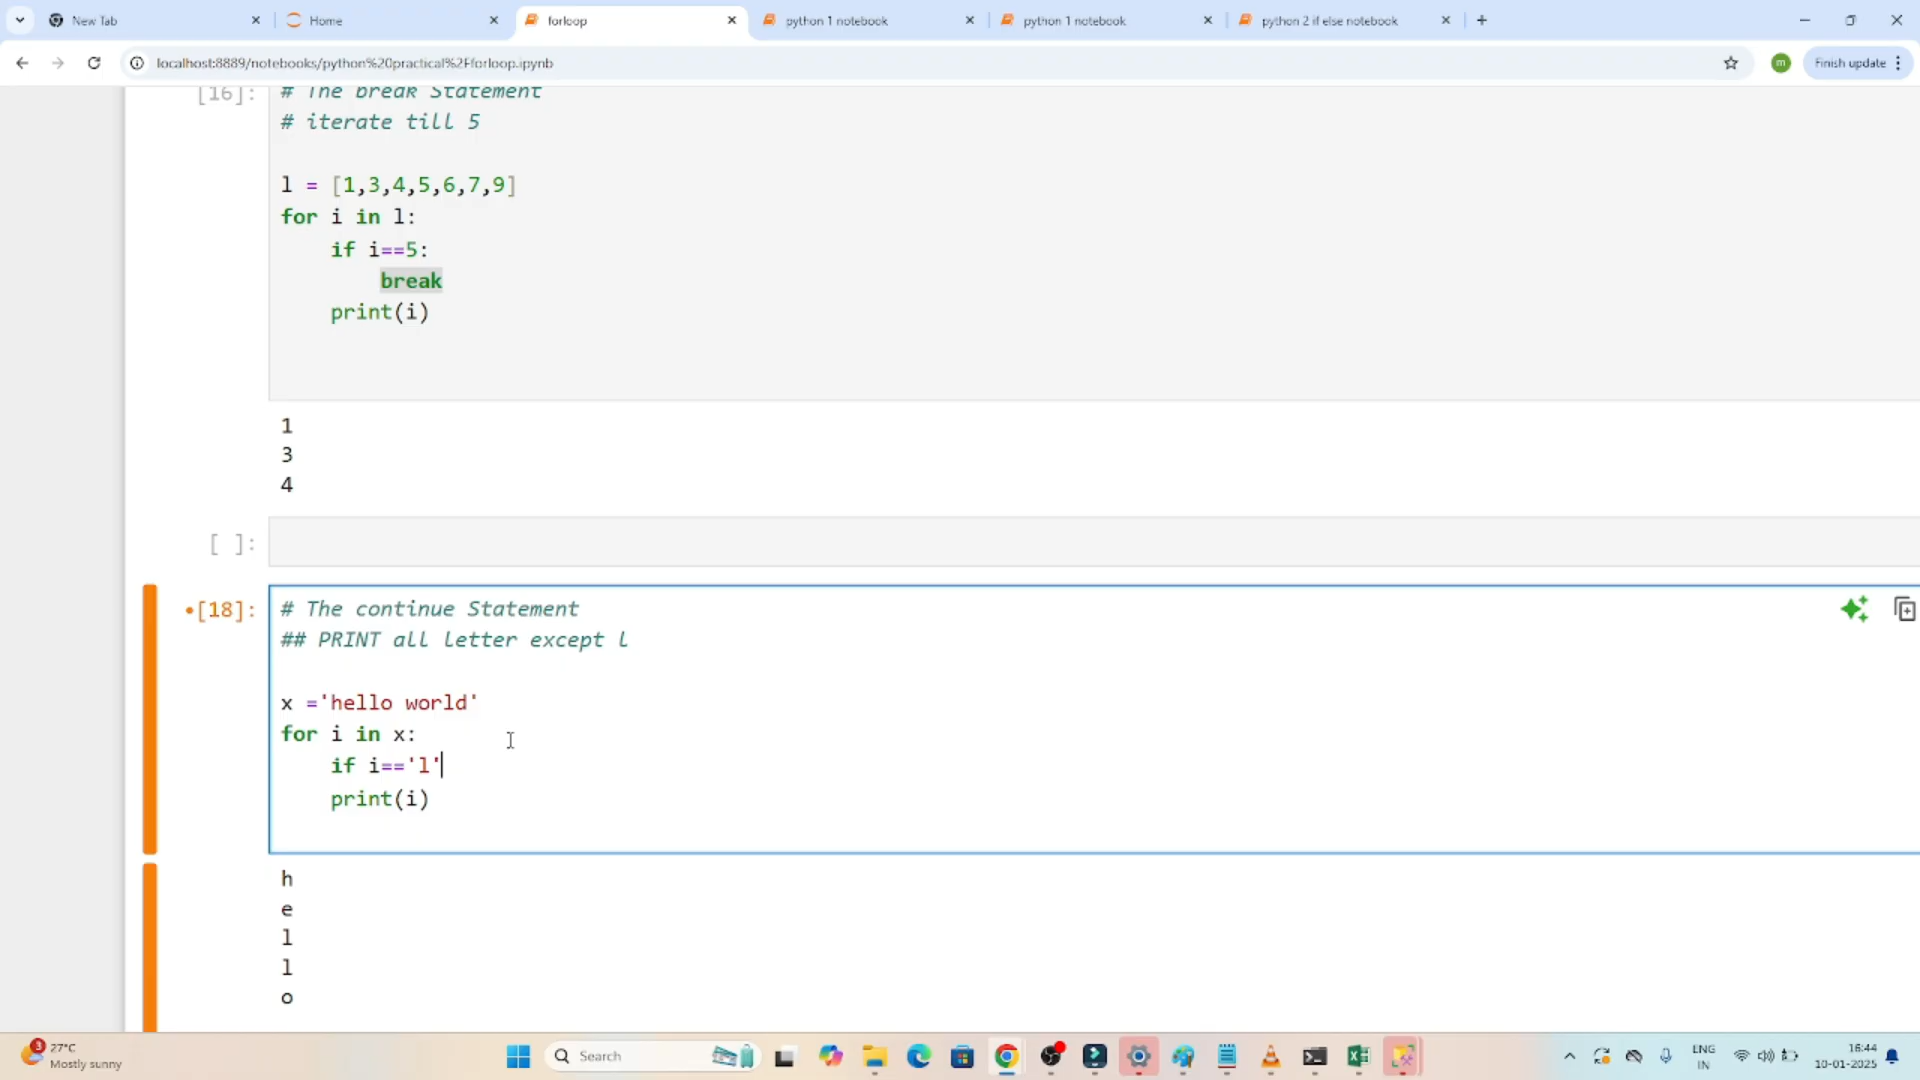 New Tab
Home
forloop
python 1 notebook
python 1 notebook
python 2 if else notebook
localhost:8889/notebooks/python%20practical%2Fforloop.ipynb
m
Finish update
[16]:
# The break Statement
# iterate till 5
l = [1,3,4,5,6,7,9]
for i in l:
if i==5:
break
print(i)
1
3
4
[ ]:
•[18]:
# The continue Statement
## PRINT all letter except l
x ='hello world'
for i in x:
if i=='l'
print(i)
h
e
l
l
o
3
27°C
Mostly sunny
Search
ENG
IN
16:44
10-01-2025